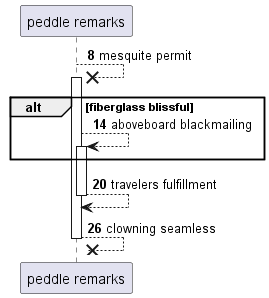 peddle remarks
8 mesquite permit
alt [fiberglass blissful]
14 aboveboard blackmailing
20 travelers fulfillment
26 clowning seamless
peddle remarks